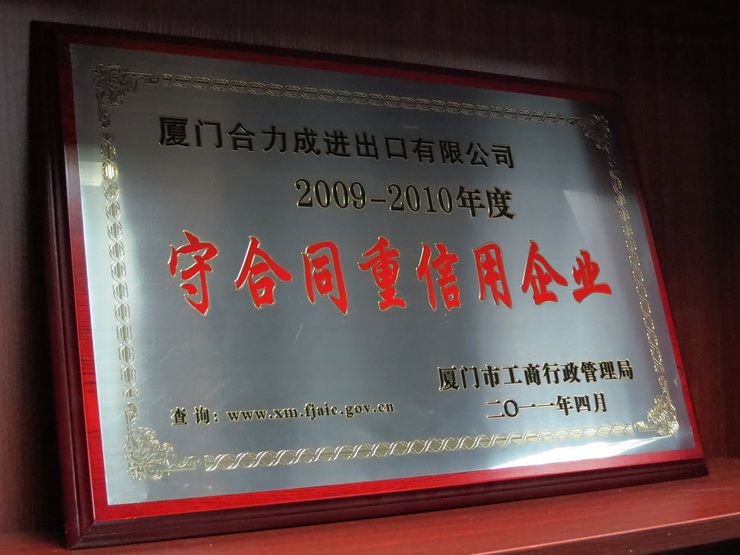 厦门合力成进出口有限公司
2009-2010年度
守合同重信用企业
厦门市工商行政管理局
查询：www.xm.fjaic.gov.cn
二〇一一年四月